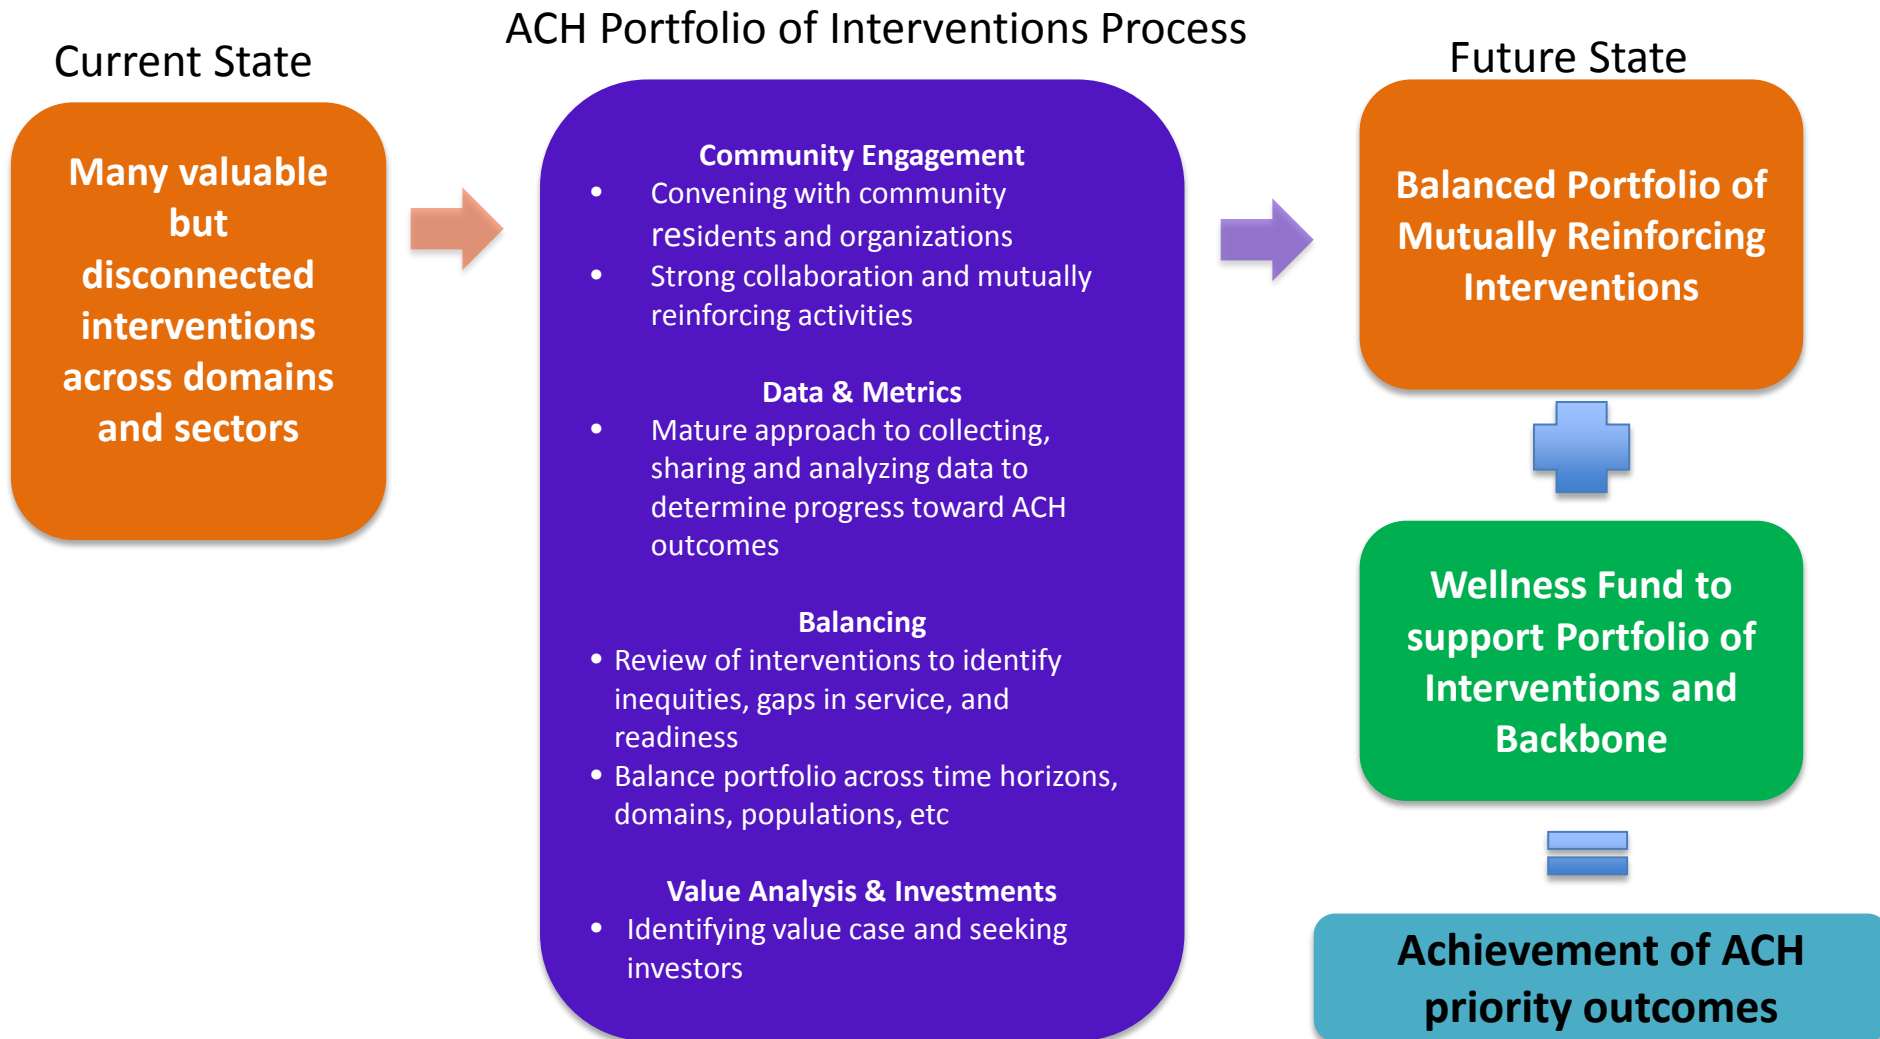 ACH Portfolio of Interventions Process
Current State
Many valuable
but
disconnected
interventions
across domains
and sectors
Community Engagement
• Convening with community
residents and organizations
• Strong collaboration and mutually
reinforcing activities
Data & Metrics
• Mature approach to collecting,
sharing and analyzing data to
determine progress toward ACH
outcomes
Balancing
• Review of interventions to identify
inequities, gaps in service, and
readiness
• Balance portfolio across time horizons,
domains, populations, etc
Value Analysis & Investments
• Identifying value case and seeking
investors
Future State
Balanced Portfolio of
Mutually Reinforcing
Interventions
Wellness Fund to
support Portfolio of
Interventions and
Backbone
Achievement of ACH
priority outcomes